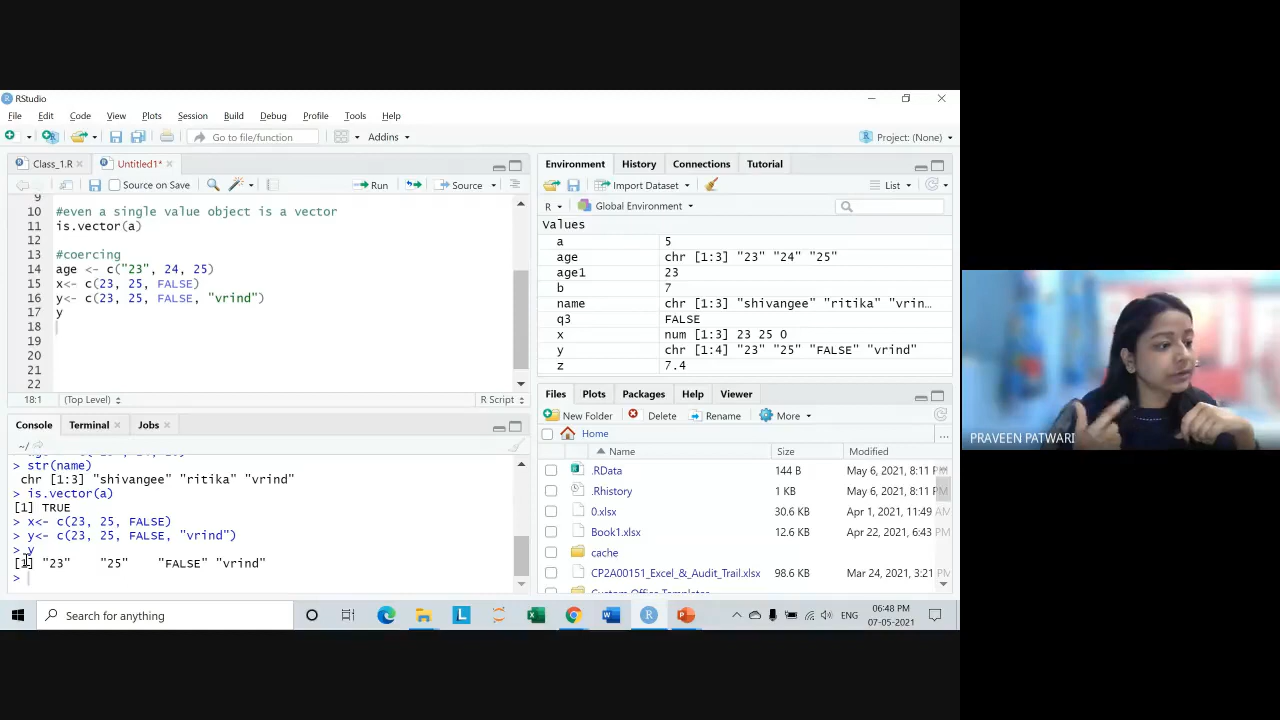 RStudio
File Edit Code View Plots Session Build Debug Profile Tools Help
Go to file/function Addins Project: (None)
Class_1.R Untitled1*
Source on Save Run Source
9
10 #even a single value object is a vector
11 is.vector(a)
12
13 #coercing
14 age <- c("23", 24, 25)
15 x<- c(23, 25, FALSE)
16 y<- c(23, 25, FALSE, "vrind")
17 y
18
19
20
21
22
18:1 (Top Level) R Script
Console Terminal Jobs
~/
> str(name)
chr [1:3] "shivangee" "ritika" "vrind"
> is.vector(a)
[1] TRUE
> x<- c(23, 25, FALSE)
> y<- c(23, 25, FALSE, "vrind")
> y
[1] "23" "25" "FALSE" "vrind"
>
Environment History Connections Tutorial
Import Dataset List
R Global Environment
Values
a 5
age chr [1:3] "23" "24" "25"
age1 23
b 7
name chr [1:3] "shivangee" "ritika" "vrin…
q3 FALSE
x num [1:3] 23 25 0
y chr [1:4] "23" "25" "FALSE" "vrind"
z 7.4
Files Plots Packages Help Viewer
New Folder Delete Rename More
Home ...
Name Size Modified
.RData 144 B May 6, 2021, 8:11 PM
.Rhistory 1 KB May 6, 2021, 8:11 PM
0.xlsx 30.6 KB Apr 1, 2021, 11:49 AM
Book1.xlsx 12.6 KB Apr 22, 2021, 6:43 PM
cache
CP2A00151_Excel_&_Audit_Trail.xlsx 98.6 KB Mar 24, 2021, 3:21 P
PRAVEEN PATWARI
Search for anything
ENG
06:48 PM
07-05-2021